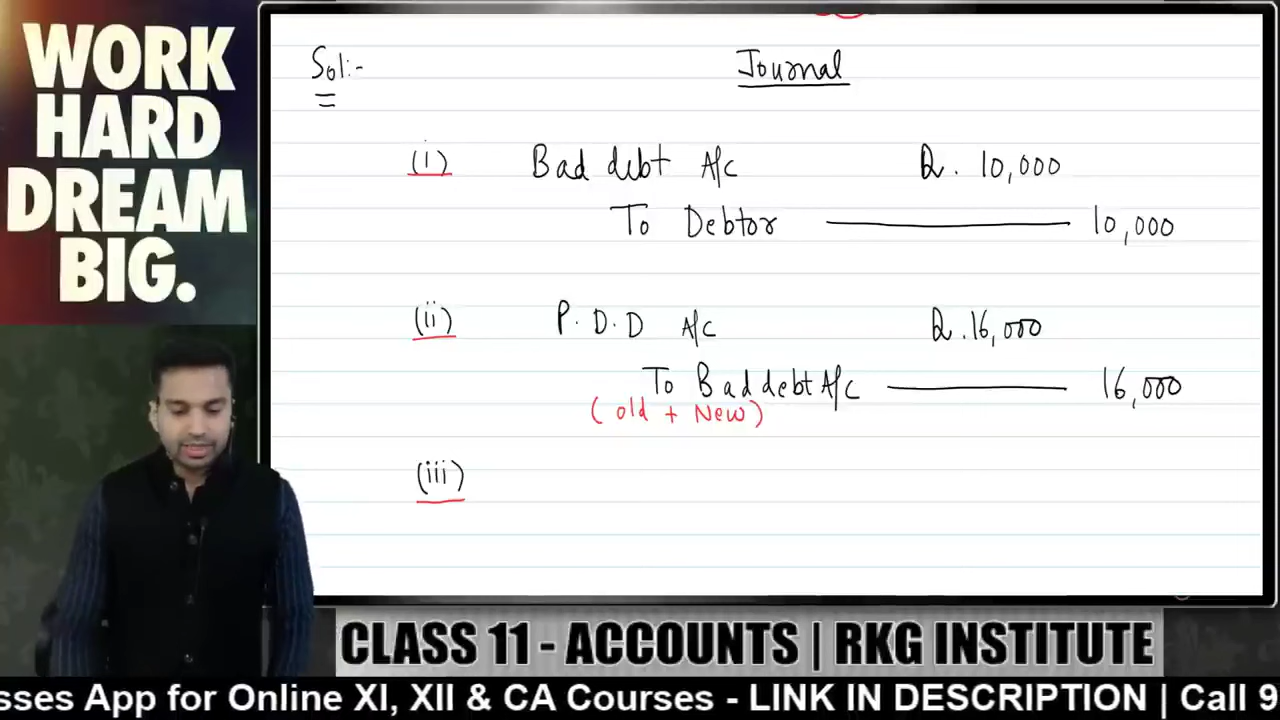 WORK
HARD
DREAM
BIG.
Sol:-
Journal
(i) Bad debt A/c Dr. 10,000
To Debtor 10,000
(ii) P.D.D A/c Dr. 16,000
To Bad debt A/c 16,000
(old + New)
(iii)
CLASS 11 - ACCOUNTS | RKG INSTITUTE
sses App for Online XI, XII & CA Courses - LINK IN DESCRIPTION | Call 9